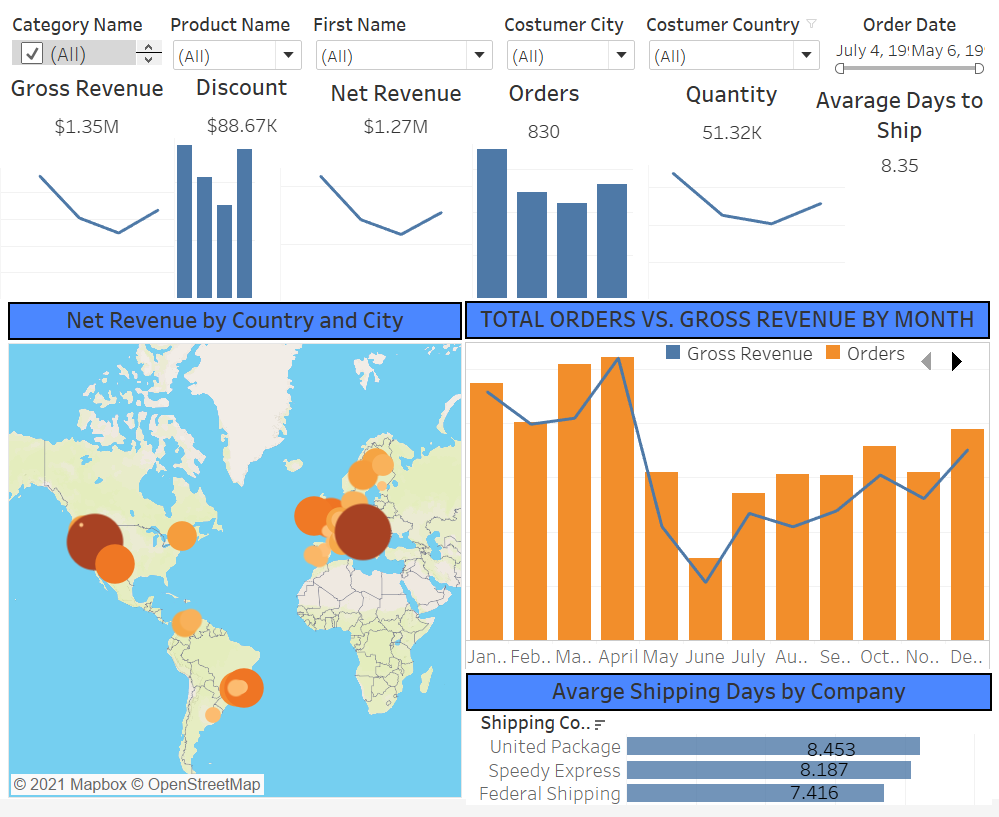 Category Name Product Name First Name Costumer City Costumer Country Order Date
(All) (All) (All) (All) (All) July 4, 19 May 6, 19
Gross Revenue Discount Net Revenue Orders Quantity Avarage Days to Ship
$1.35M $88.67K $1.27M 830 51.32K 8.35
Net Revenue by Country and City
© 2021 Mapbox © OpenStreetMap
TOTAL ORDERS VS. GROSS REVENUE BY MONTH
Gross Revenue Orders
Jan.. Feb.. Ma.. April May June July Au.. Se.. Oct.. No.. De..
Avarge Shipping Days by Company
Shipping Co..
United Package 8.453
Speedy Express 8.187
Federal Shipping 7.416